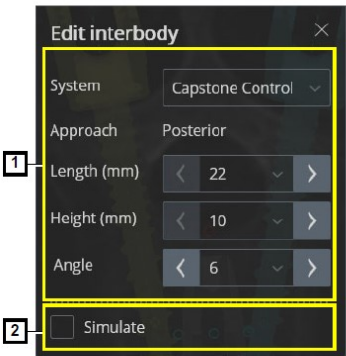 Edit interbody
System Capstone Control
Approach Posterior
1
Length (mm) 22
Height (mm) 10
Angle 6
2
Simulate